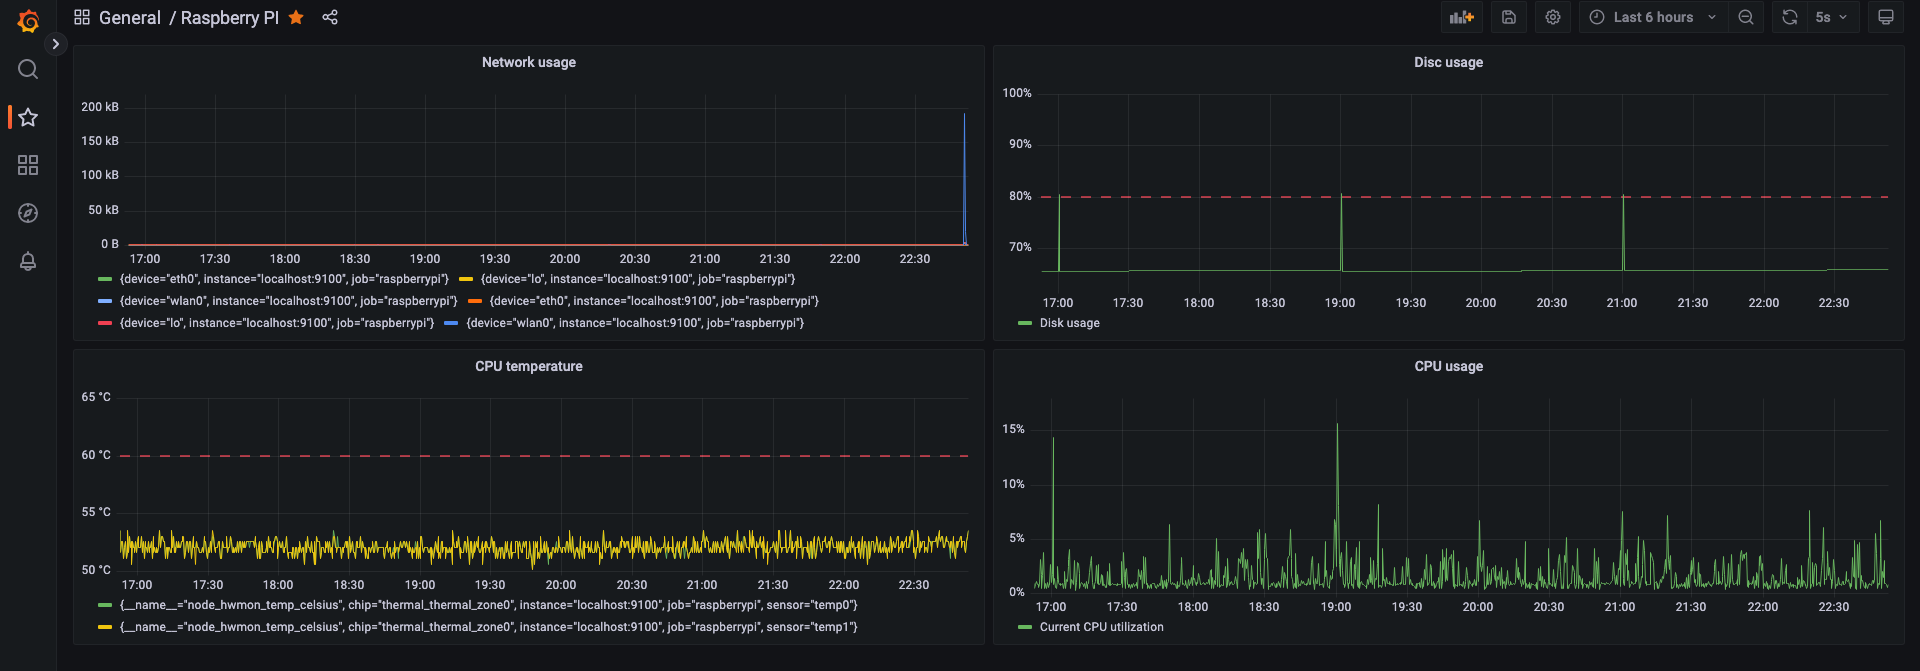 General / Raspberry PI
Last 6 hours
5s
Network usage
200 kB
150 kB
100 kB
50 kB
0 B
17:00 17:30 18:00 18:30 19:00 19:30 20:00 20:30 21:00 21:30 22:00 22:30
{device="eth0", instance="localhost:9100", job="raspberrypi"} {device="lo", instance="localhost:9100", job="raspberrypi"}
{device="wlan0", instance="localhost:9100", job="raspberrypi"} {device="eth0", instance="localhost:9100", job="raspberrypi"}
{device="lo", instance="localhost:9100", job="raspberrypi"} {device="wlan0", instance="localhost:9100", job="raspberrypi"}
Disc usage
100%
90%
80%
70%
17:00 17:30 18:00 18:30 19:00 19:30 20:00 20:30 21:00 21:30 22:00 22:30
Disk usage
CPU temperature
65 °C
60 °C
55 °C
50 °C
17:00 17:30 18:00 18:30 19:00 19:30 20:00 20:30 21:00 21:30 22:00 22:30
{__name__="node_hwmon_temp_celsius", chip="thermal_thermal_zone0", instance="localhost:9100", job="raspberrypi", sensor="temp0"}
{__name__="node_hwmon_temp_celsius", chip="thermal_thermal_zone0", instance="localhost:9100", job="raspberrypi", sensor="temp1"}
CPU usage
15%
10%
5%
0%
17:00 17:30 18:00 18:30 19:00 19:30 20:00 20:30 21:00 21:30 22:00 22:30
Current CPU utilization